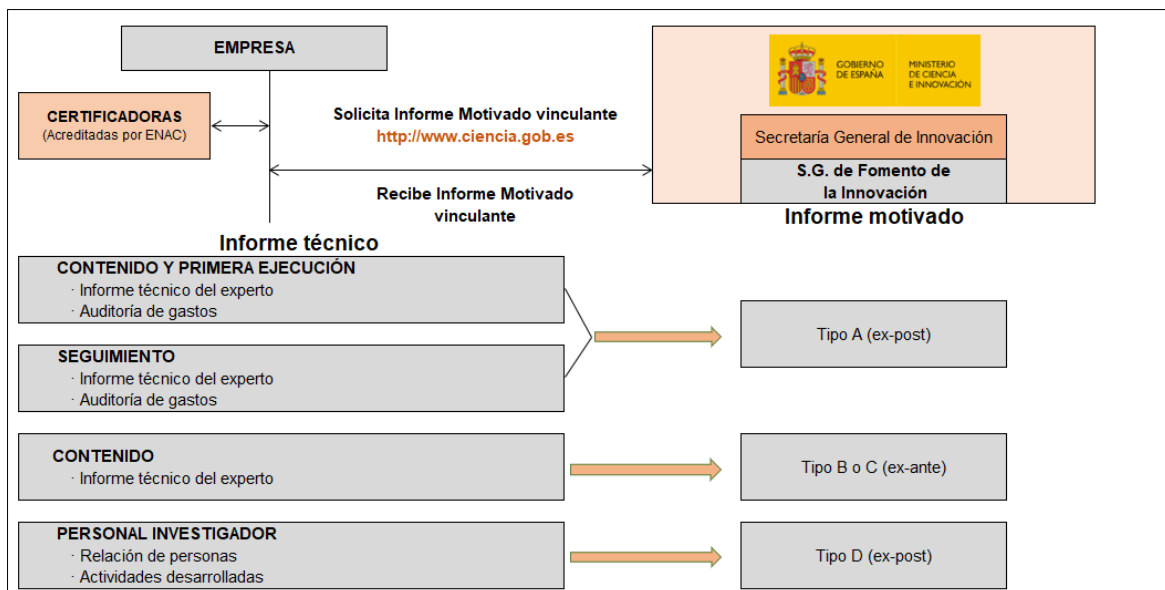 EMPRESA
GOBIERNO
DE ESPAÑA
MINISTERIO
DE CIENCIA
E INNOVACIÓN
CERTIFICADORAS
(Acreditadas por ENAC)
Solicita Informe Motivado vinculante
http://www.ciencia.gob.es
Secretaría General de Innovación
S.G. de Fomento de
la Innovación
Recibe Informe Motivado
vinculante
Informe motivado
Informe técnico
CONTENIDO Y PRIMERA EJECUCIÓN
· Informe técnico del experto
· Auditoría de gastos
Tipo A (ex-post)
SEGUIMIENTO
· Informe técnico del experto
· Auditoría de gastos
CONTENIDO
· Informe técnico del experto
Tipo B o C (ex-ante)
PERSONAL INVESTIGADOR
· Relación de personas
· Actividades desarrolladas
Tipo D (ex-post)